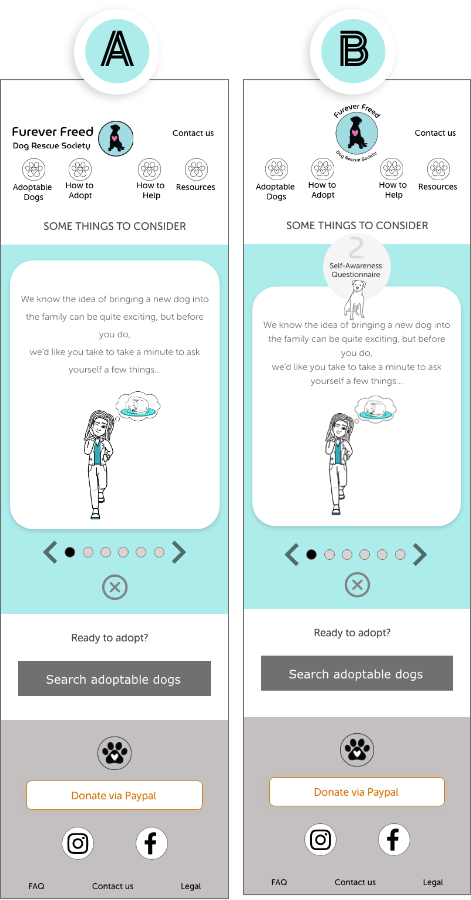 A
Furever Freed
Dog Rescue Society
Contact us
Adoptable
Dogs
How to
Adopt
How to
Help
Resources
SOME THINGS TO CONSIDER
We know the idea of bringing a new dog into
the family can be quite exciting, but before
you do,
we'd like you take to take a minute to ask
yourself a few things...
Ready to adopt?
Search adoptable dogs
Donate via Paypal
FAQ
Contact us
Legal
B
Furever Freed
Dog Rescue Society
Contact us
Adoptable
Dogs
How to
Adopt
How to
Help
Resources
SOME THINGS TO CONSIDER
2
Self-Awareness
Questionnaire
We know the idea of bringing a new dog into
the family can be quite exciting, but before
you do,
we'd like you take to take a minute to ask
yourself a few things...
Ready to adopt?
Search adoptable dogs
Donate via Paypal
FAQ
Contact us
Legal